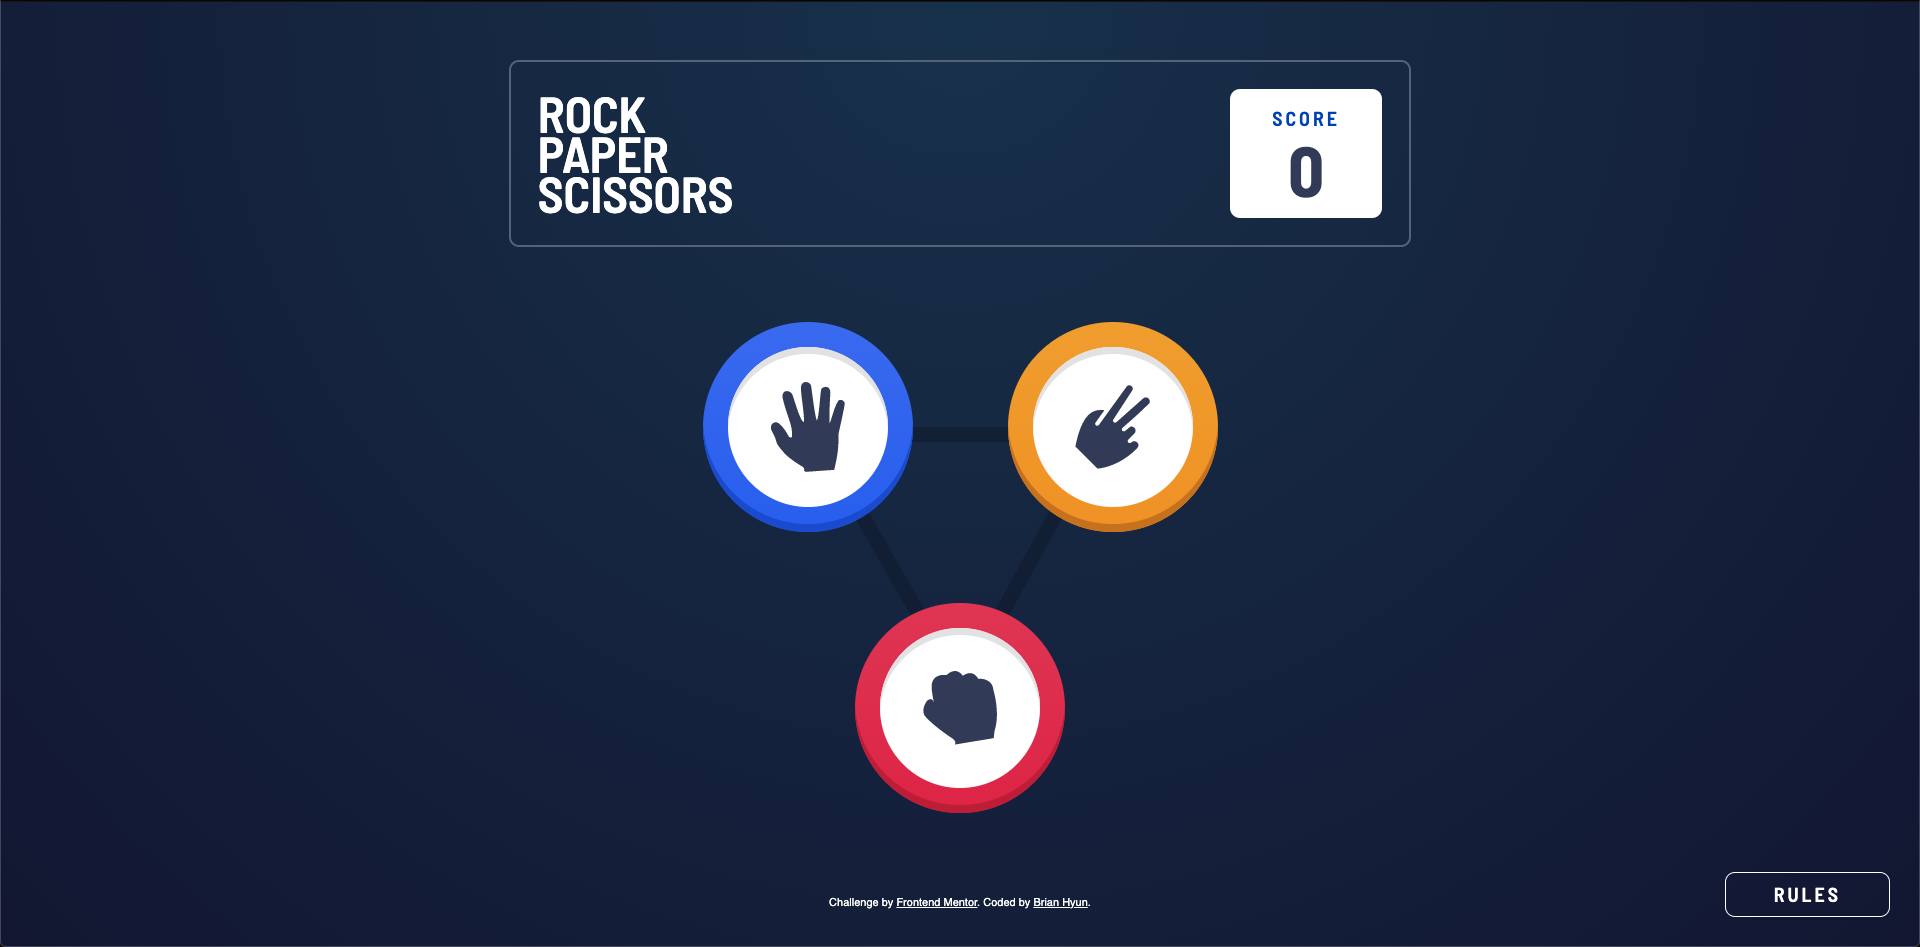 ROCK
PAPER
SCISSORS
SCORE
0
Challenge by Frontend Mentor. Coded by Brian Hyun.
RULES